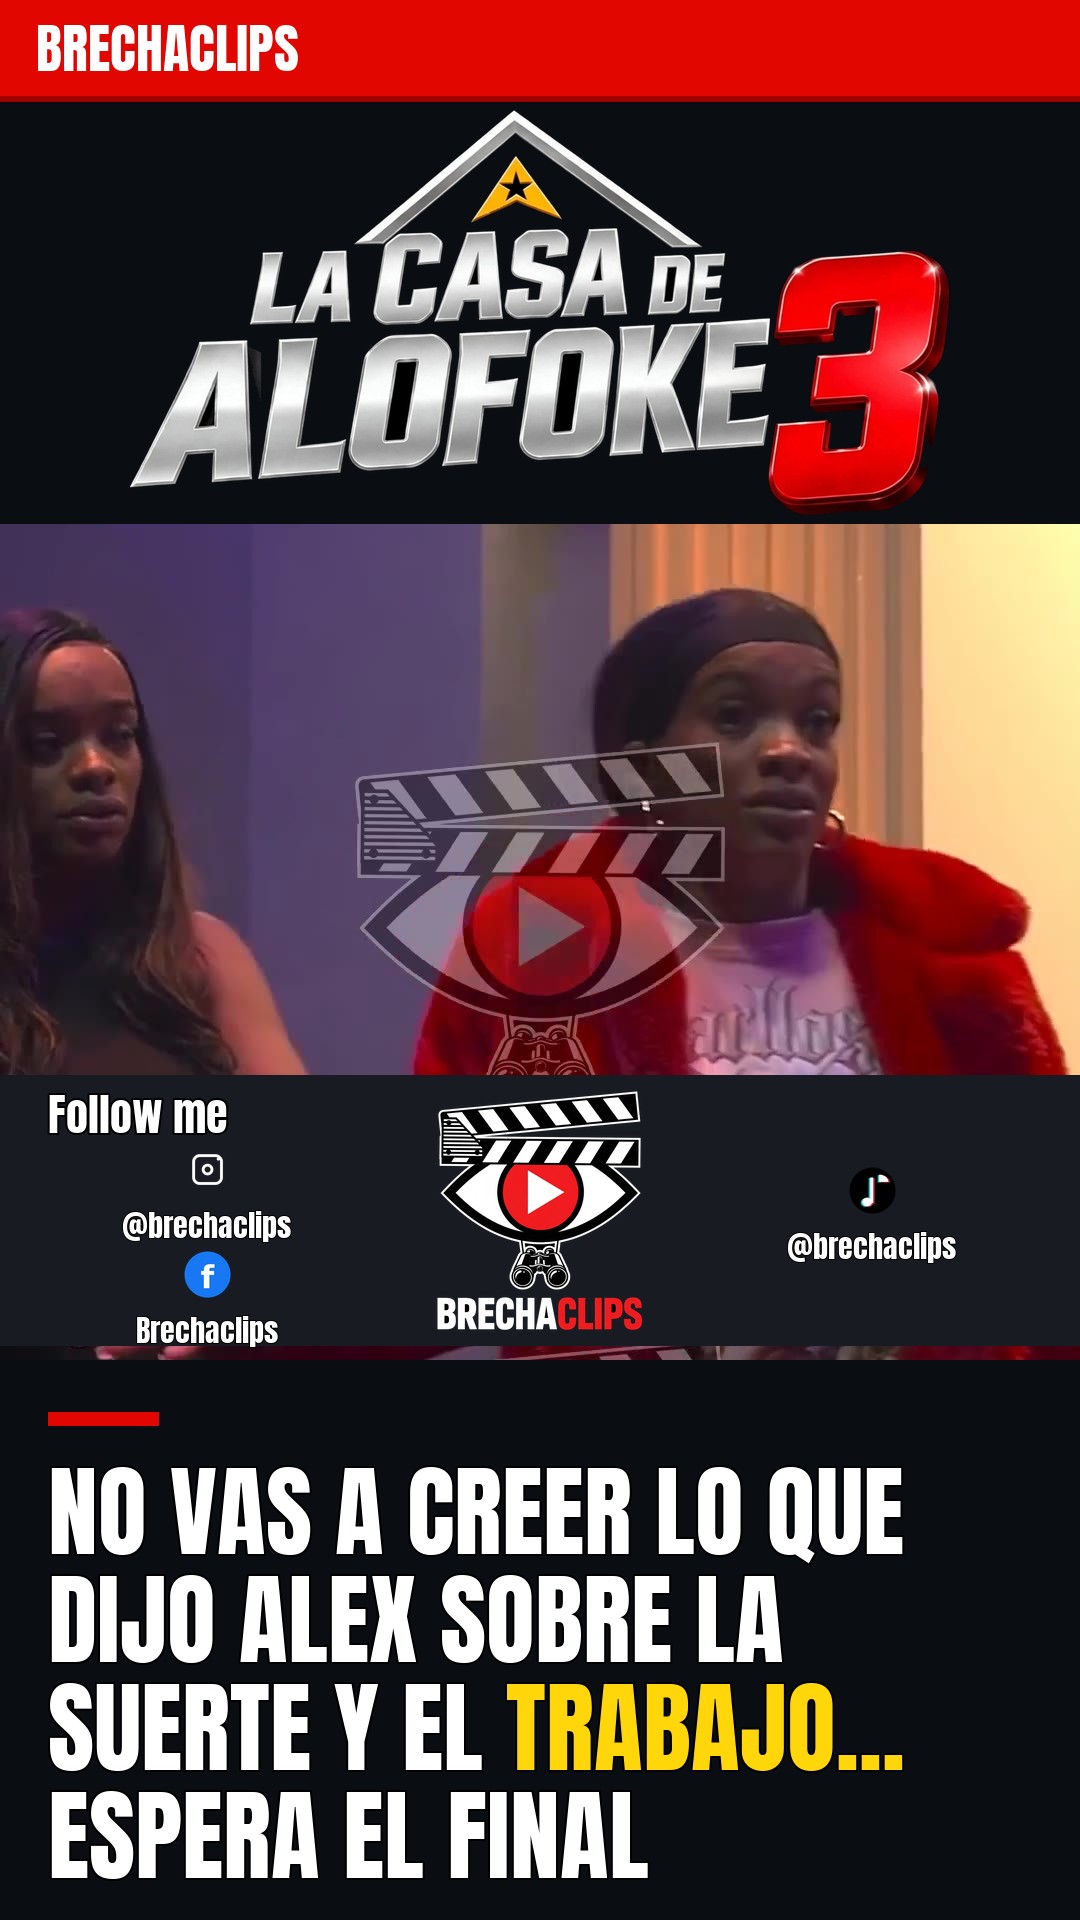 BRECHACLIPS
LA CASA DE
ALOFOKE 3
Follow me
@brechaclips
Brechaclips
BRECHACLIPS
@brechaclips
NO VAS A CREER LO QUE
DIJO ALEX SOBRE LA
SUERTE Y EL TRABAJO...
ESPERA EL FINAL